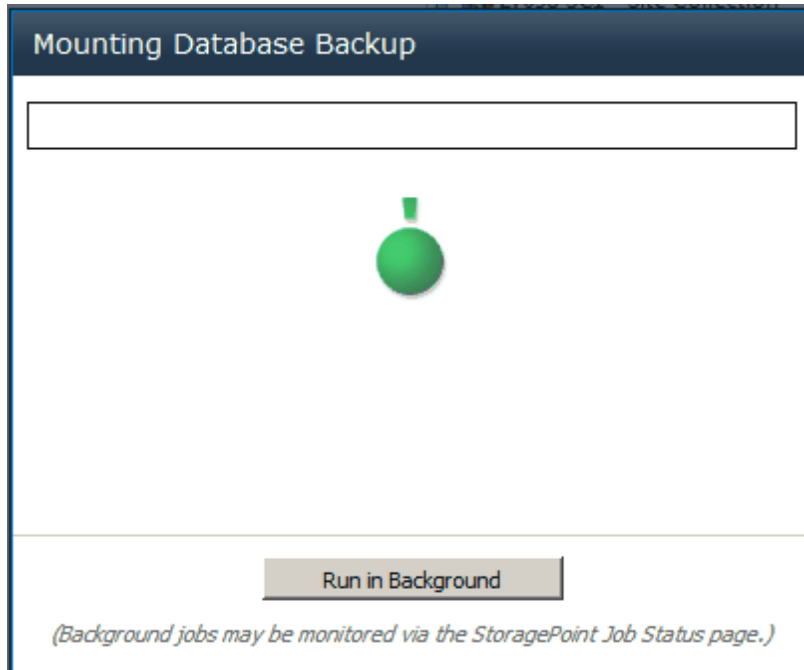 Mounting Database Backup
Run in Background
(Background jobs may be monitored via the StoragePoint Job Status page.)